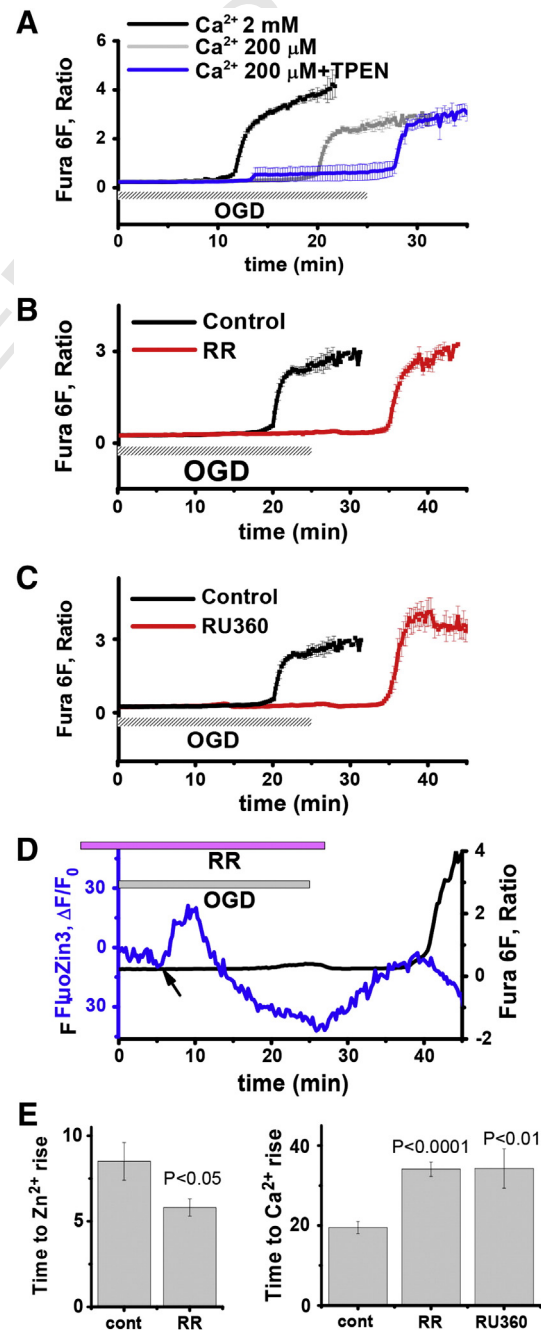 A
Ca²⁺ 2 mM
Ca²⁺ 200 μM
Ca²⁺ 200 μM+TPEN
Fura 6F, Ratio
6
4
2
0
OGD
0 10 20 30
time (min)
B
Control
RR
Fura 6F, Ratio
3
0
OGD
0 10 20 30 40
time (min)
C
Control
RU360
Fura 6F, Ratio
3
0
OGD
0 10 20 30 40
time (min)
D
RR
OGD
F FluoZin3, ΔF/F₀
30
0
30
Fura 6F, Ratio
4
2
0
-2
0 10 20 30 40
time (min)
E
Time to Zn²⁺ rise
10
5
0
P<0.05
cont RR
Time to Ca²⁺ rise
40
20
0
P<0.0001
P<0.01
cont RR RU360